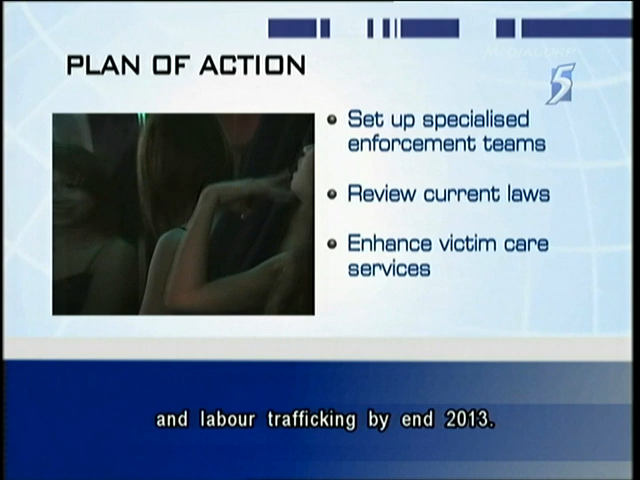 MEDIACORP
PLAN OF ACTION
5
Set up specialised
enforcement teams
Review current laws
Enhance victim care
services
and labour trafficking by end 2013.